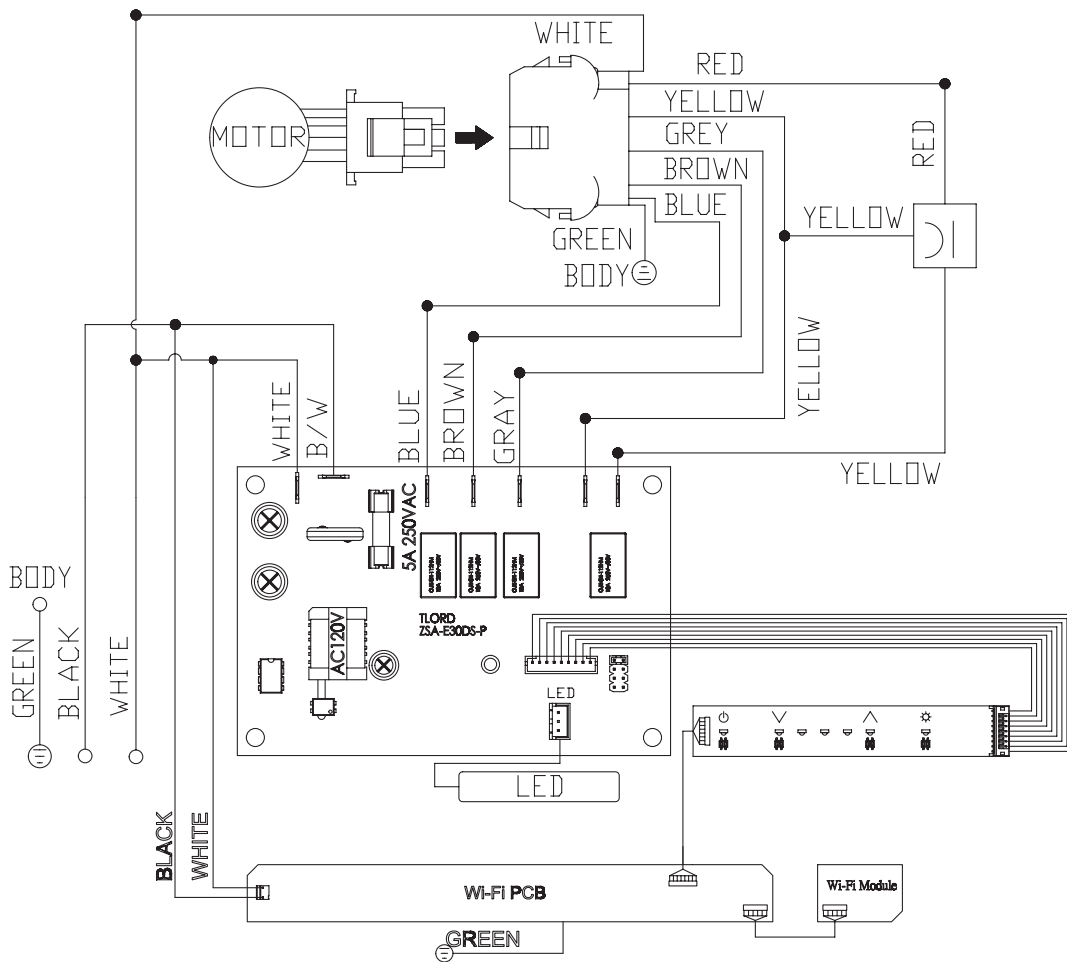 WHITE
RED
MOTOR
YELLOW
GREY
BROWN
BLUE
RED
YELLOW
GREEN
BODY
WHITE
B/W
BLUE
BROWN
GRAY
YELLOW
YELLOW
5A 250VAC
BODY
GREEN
BLACK
WHITE
TLORD
ZSA-E30DS-P
AC120V
LED
LED
BLACK
WHITE
Wi-Fi PCB
Wi-Fi Module
GREEN